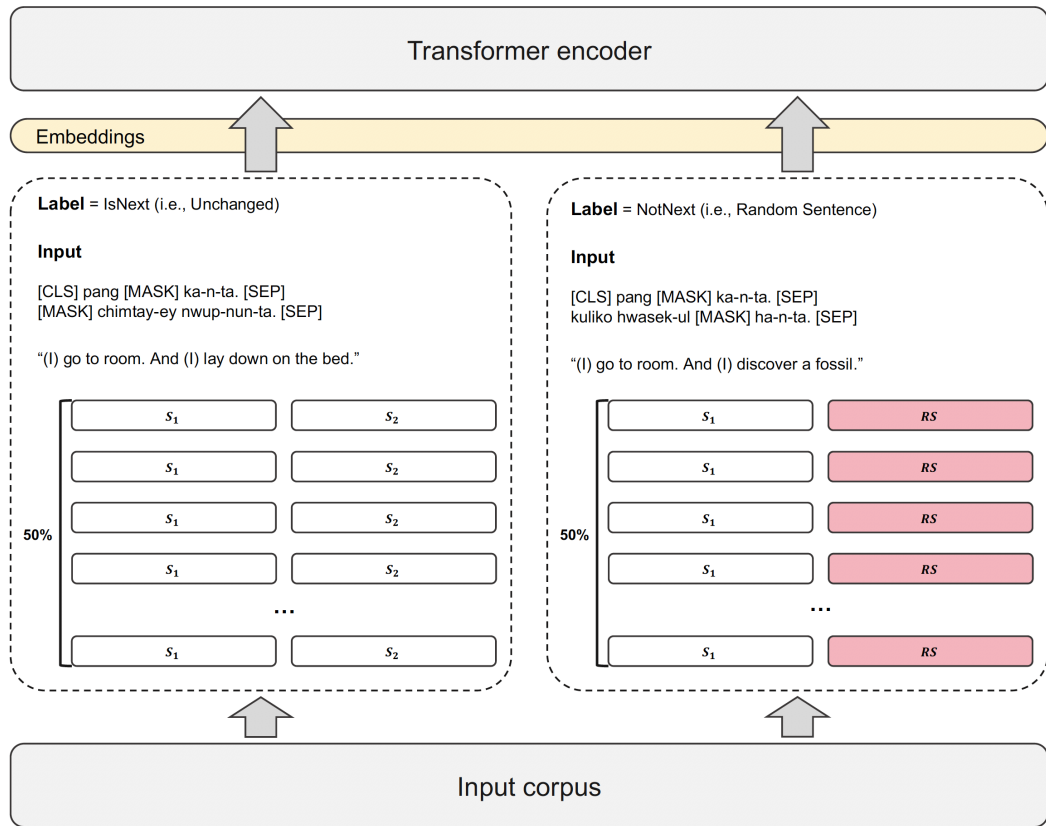 Transformer encoder
Embeddings
Label = IsNext (i.e., Unchanged)
Input
[CLS] pang [MASK] ka-n-ta. [SEP]
[MASK] chimtay-ey nwup-nun-ta. [SEP]
“(I) go to room. And (I) lay down on the bed.”
50%
S₁ S₂
S₁ S₂
S₁ S₂
S₁ S₂
...
S₁ S₂
Label = NotNext (i.e., Random Sentence)
Input
[CLS] pang [MASK] ka-n-ta. [SEP]
kuliko hwasek-ul [MASK] ha-n-ta. [SEP]
“(I) go to room. And (I) discover a fossil.”
50%
S₁ RS
S₁ RS
S₁ RS
S₁ RS
...
S₁ RS
Input corpus